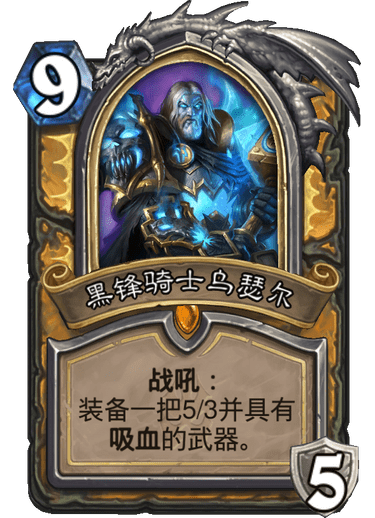 9
黑锋骑士乌瑟尔
战吼：
装备一把5/3并具有
吸血的武器。
5